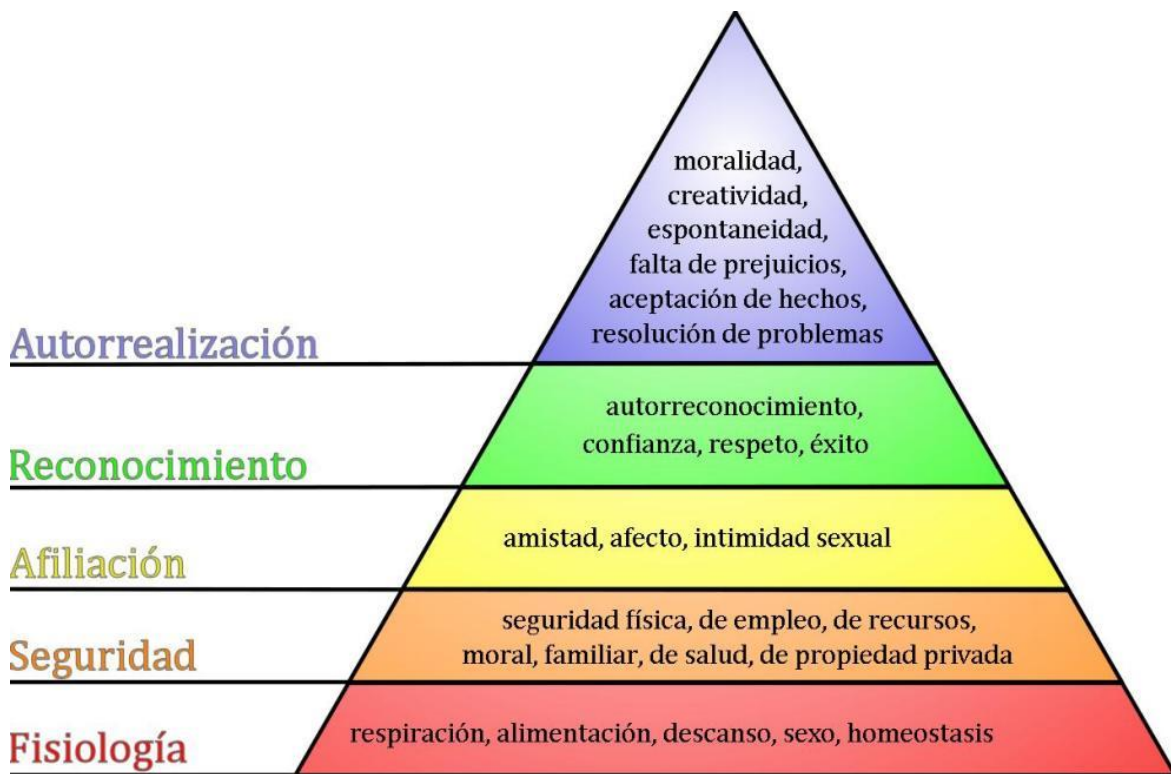 moralidad,
creatividad,
espontaneidad,
falta de prejuicios,
aceptación de hechos,
resolución de problemas
Autorrealización
autorreconocimiento,
confianza, respeto, éxito
Reconocimiento
amistad, afecto, intimidad sexual
Afiliación
seguridad física, de empleo, de recursos,
moral, familiar, de salud, de propiedad privada
Seguridad
respiración, alimentación, descanso, sexo, homeostasis
Fisiología